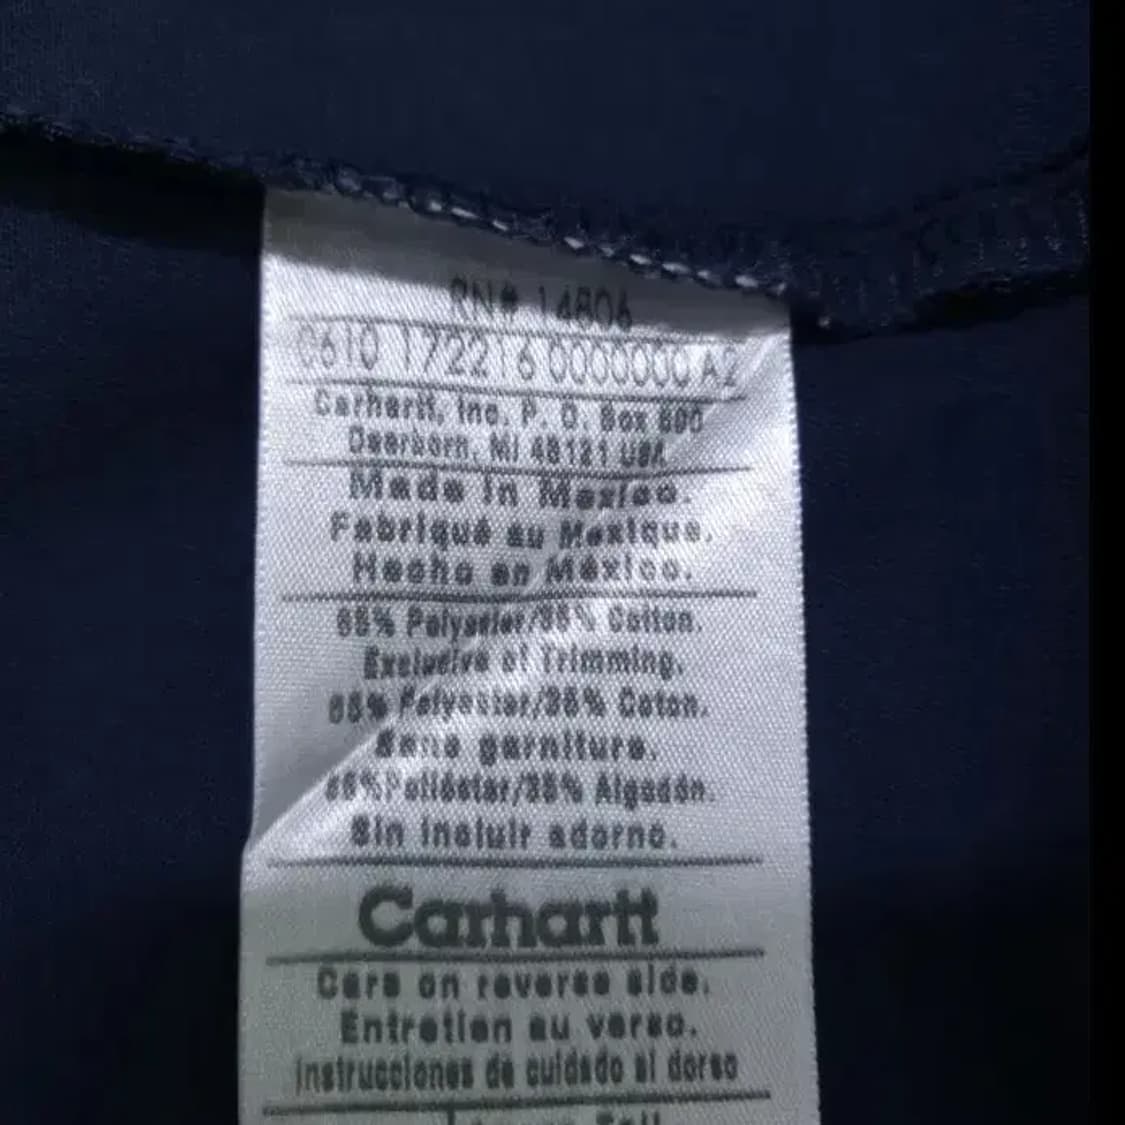 RN# 14806
0610 172216 0000000 A2
Carhartt, Inc. P. O. Box 600
Dearborn, MI 48121 USA
Made in Mexico.
Fabriqué au Mexique.
Hecho en México.
65% Polyester/35% Cotton.
Exclusive of Trimming.
65% Polyester/35% Coton.
Sans garniture.
65%Poliéster/35% Algodón.
Sin incluir adorno.
Carhartt
Care on reverse side.
Entretien au verso.
Instrucciones de cuidado al dorso